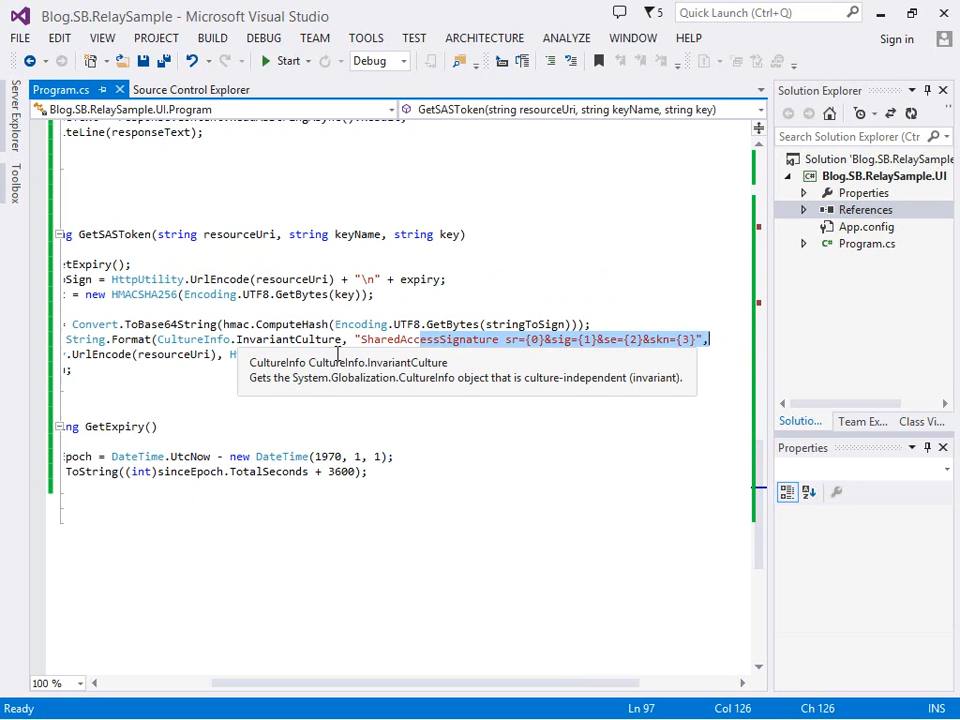 Blog.SB.RelaySample - Microsoft Visual Studio
5
Quick Launch (Ctrl+Q)
FILE EDIT VIEW PROJECT BUILD DEBUG TEAM TOOLS TEST ARCHITECTURE ANALYZE WINDOW HELP
Sign in
Start
Debug
Server Explorer
Toolbox
Program.cs
Source Control Explorer
Blog.SB.RelaySample.UI.Program
GetSASToken(string resourceUri, string keyName, string key)
iteLine(responseText);
ng GetSASToken(string resourceUri, string keyName, string key)
etExpiry();
oSign = HttpUtility.UrlEncode(resourceUri) + "\n" + expiry;
c = new HMACSHA256(Encoding.UTF8.GetBytes(key));
= Convert.ToBase64String(hmac.ComputeHash(Encoding.UTF8.GetBytes(stringToSign)));
String.Format(CultureInfo.InvariantCulture, "SharedAccessSignature sr={0}&sig={1}&se={2}&skn={3}",
y.UrlEncode(resourceUri), H
n;
CultureInfo CultureInfo.InvariantCulture
Gets the System.Globalization.CultureInfo object that is culture-independent (invariant).
ng GetExpiry()
Epoch = DateTime.UtcNow - new DateTime(1970, 1, 1);
ToString((int)sinceEpoch.TotalSeconds + 3600);
100 %
Solution Explorer
Search Solution Explorer (Ctr
Solution 'Blog.SB.RelaySample
Blog.SB.RelaySample.UI
Properties
References
App.config
Program.cs
Solutio...
Team Ex...
Class Vi...
Properties
Ready
Ln 97
Col 126
Ch 126
INS